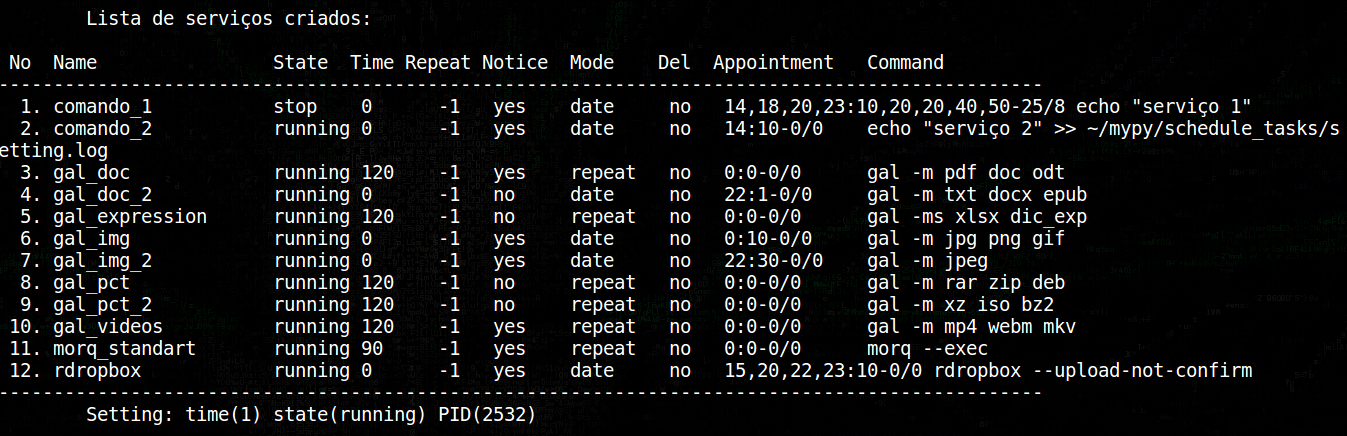 Lista de serviços criados:
No  Name                State  Time Repeat Notice  Mode    Del  Appointment   Command
-----------------------------------------------------------------------------------------------
1. comando_1           stop    0      -1   yes    date     no   14,18,20,23:10,20,20,40,50-25/8 echo "serviço 1"
2. comando_2           running 0      -1   yes    date     no   14:10-0/0    echo "serviço 2" >> ~/mypy/schedule_tasks/s
etting.log
3. gal_doc             running 120    -1   yes    repeat   no   0:0-0/0      gal -m pdf doc odt
4. gal_doc_2           running 0      -1   no     date     no   22:1-0/0     gal -m txt docx epub
5. gal_expression      running 120    -1   no     repeat   no   0:0-0/0      gal -ms xlsx dic_exp
6. gal_img             running 0      -1   yes    date     no   0:10-0/0     gal -m jpg png gif
7. gal_img_2           running 0      -1   yes    date     no   22:30-0/0    gal -m jpeg
8. gal_pct             running 120    -1   no     repeat   no   0:0-0/0      gal -m rar zip deb
9. gal_pct_2           running 120    -1   no     repeat   no   0:0-0/0      gal -m xz iso bz2
10. gal_videos          running 120    -1   yes    repeat   no   0:0-0/0      gal -m mp4 webm mkv
11. morq_standart       running 90     -1   yes    repeat   no   0:0-0/0      morq --exec
12. rdropbox            running 0      -1   yes    date     no   15,20,22,23:10-0/0 rdropbox --upload-not-confirm
-----------------------------------------------------------------------------------------------
Setting: time(1) state(running) PID(2532)